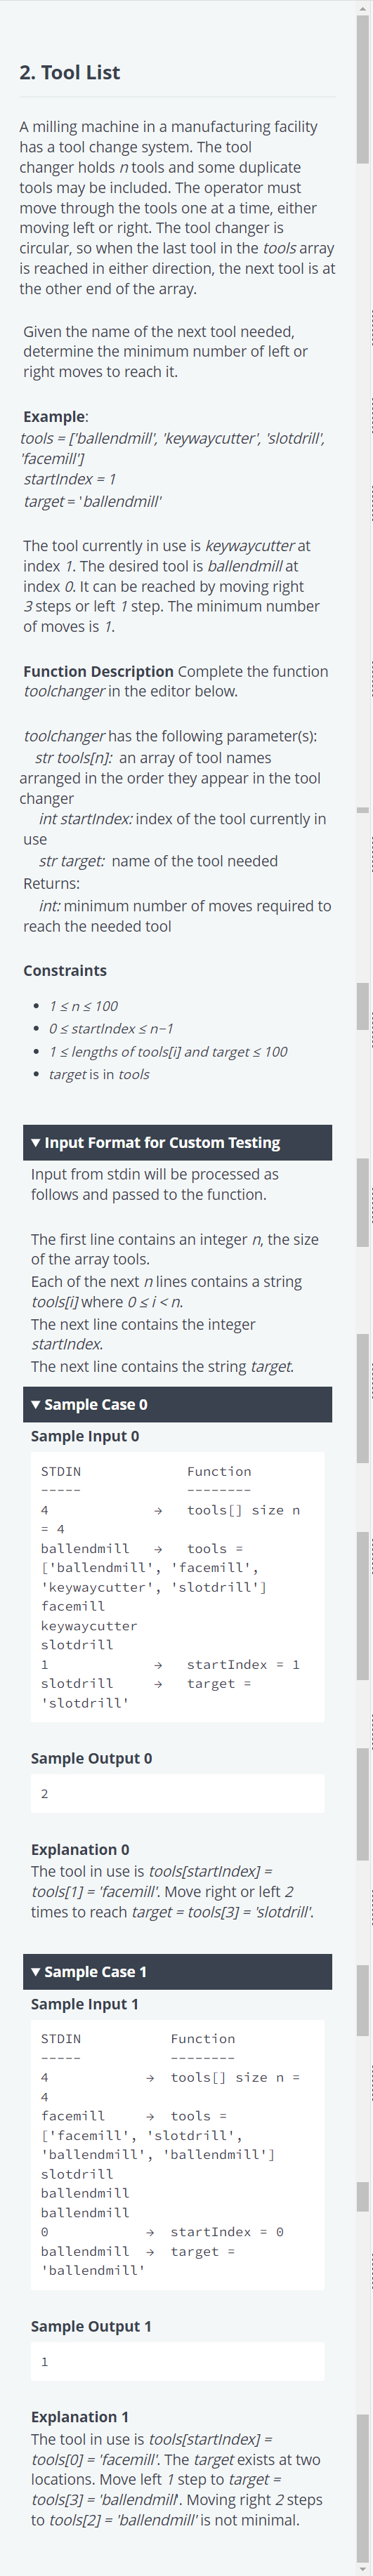 2. Tool List
A milling machine in a manufacturing facility
has a tool change system. The tool
changer holds n tools and some duplicate
tools may be included. The operator must
move through the tools one at a time, either
moving left or right. The tool changer is
circular, so when the last tool in the tools array
is reached in either direction, the next tool is at
the other end of the array.
Given the name of the next tool needed,
determine the minimum number of left or
right moves to reach it.
Example:
tools = ['ballendmill', 'keywaycutter', 'slotdrill',
'facemill']
startIndex = 1
target = 'ballendmill'
The tool currently in use is keywaycutter at
index 1. The desired tool is ballendmill at
index 0. It can be reached by moving right
3 steps or left 1 step. The minimum number
of moves is 1.
Function Description Complete the function
toolchanger in the editor below.
toolchanger has the following parameter(s):
str tools[n]: an array of tool names
arranged in the order they appear in the tool
changer
int startIndex: index of the tool currently in
use
str target: name of the tool needed
Returns:
int: minimum number of moves required to
reach the needed tool
Constraints
• 1 ≤ n ≤ 100
• 0 ≤ startIndex ≤ n−1
• 1 ≤ lengths of tools[i] and target ≤ 100
• target is in tools
▼ Input Format for Custom Testing
Input from stdin will be processed as
follows and passed to the function.
The first line contains an integer n, the size
of the array tools.
Each of the next n lines contains a string
tools[i] where 0 ≤ i < n.
The next line contains the integer
startIndex.
The next line contains the string target.
▼ Sample Case 0
Sample Input 0
STDIN Function
----- --------
4 → tools[] size n
= 4
ballendmill → tools =
['ballendmill', 'facemill',
'keywaycutter', 'slotdrill']
facemill
keywaycutter
slotdrill
1 → startIndex = 1
slotdrill → target =
'slotdrill'
Sample Output 0
2
Explanation 0
The tool in use is tools[startIndex] =
tools[1] = 'facemill'. Move right or left 2
times to reach target = tools[3] = 'slotdrill'.
▼ Sample Case 1
Sample Input 1
STDIN Function
----- --------
4 → tools[] size n =
4
facemill → tools =
['facemill', 'slotdrill',
'ballendmill', 'ballendmill']
slotdrill
ballendmill
ballendmill
0 → startIndex = 0
ballendmill → target =
'ballendmill'
Sample Output 1
1
Explanation 1
The tool in use is tools[startIndex] =
tools[0] = 'facemill'. The target exists at two
locations. Move left 1 step to target =
tools[3] = 'ballendmill'. Moving right 2 steps
to tools[2] = 'ballendmill' is not minimal.